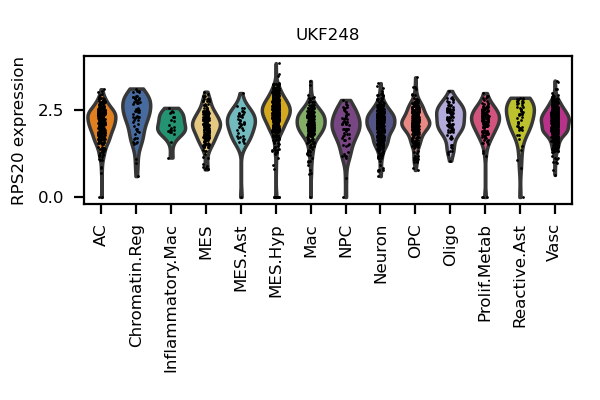 UKF248
RPS20 expression
2.5
0.0
AC
Chromatin.Reg
Inflammatory.Mac
MES
MES.Ast
MES.Hyp
Mac
NPC
Neuron
OPC
Oligo
Prolif.Metab
Reactive.Ast
Vasc